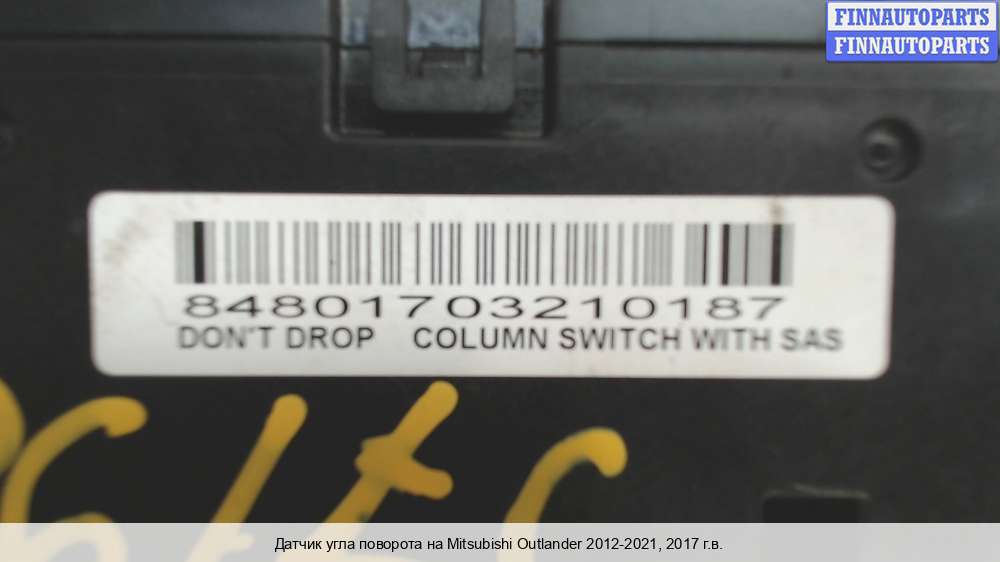 FINNAUTOPARTS
FINNAUTOPARTS
84801703210187
DON'T DROP COLUMN SWITCH WITH SAS
Датчик угла поворота на Mitsubishi Outlander 2012-2021, 2017 г.в.